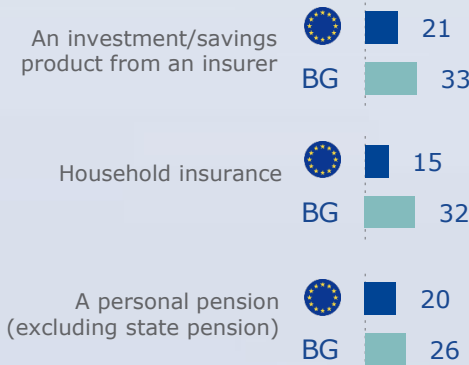 An investment/savings
product from an insurer
21
BG 33
Household insurance
15
BG 32
A personal pension
(excluding state pension)
20
BG 26